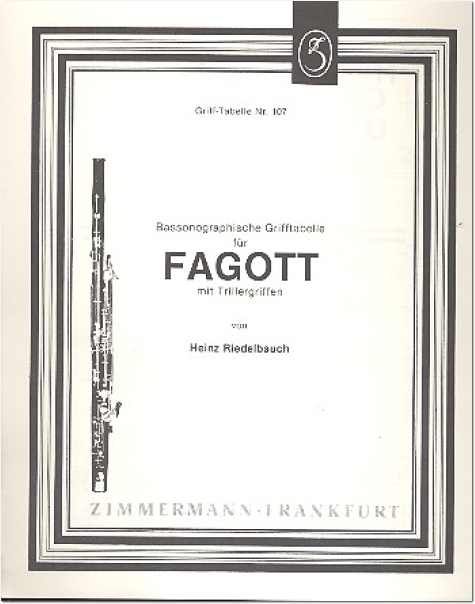 Griff-Tabelle Nr. 107
Bassonographische Grifftabelle
für
FAGOTT
mit Trillergriffen
von
Heinz Riedelbauch
ZIMMERMANN · FRANKFURT